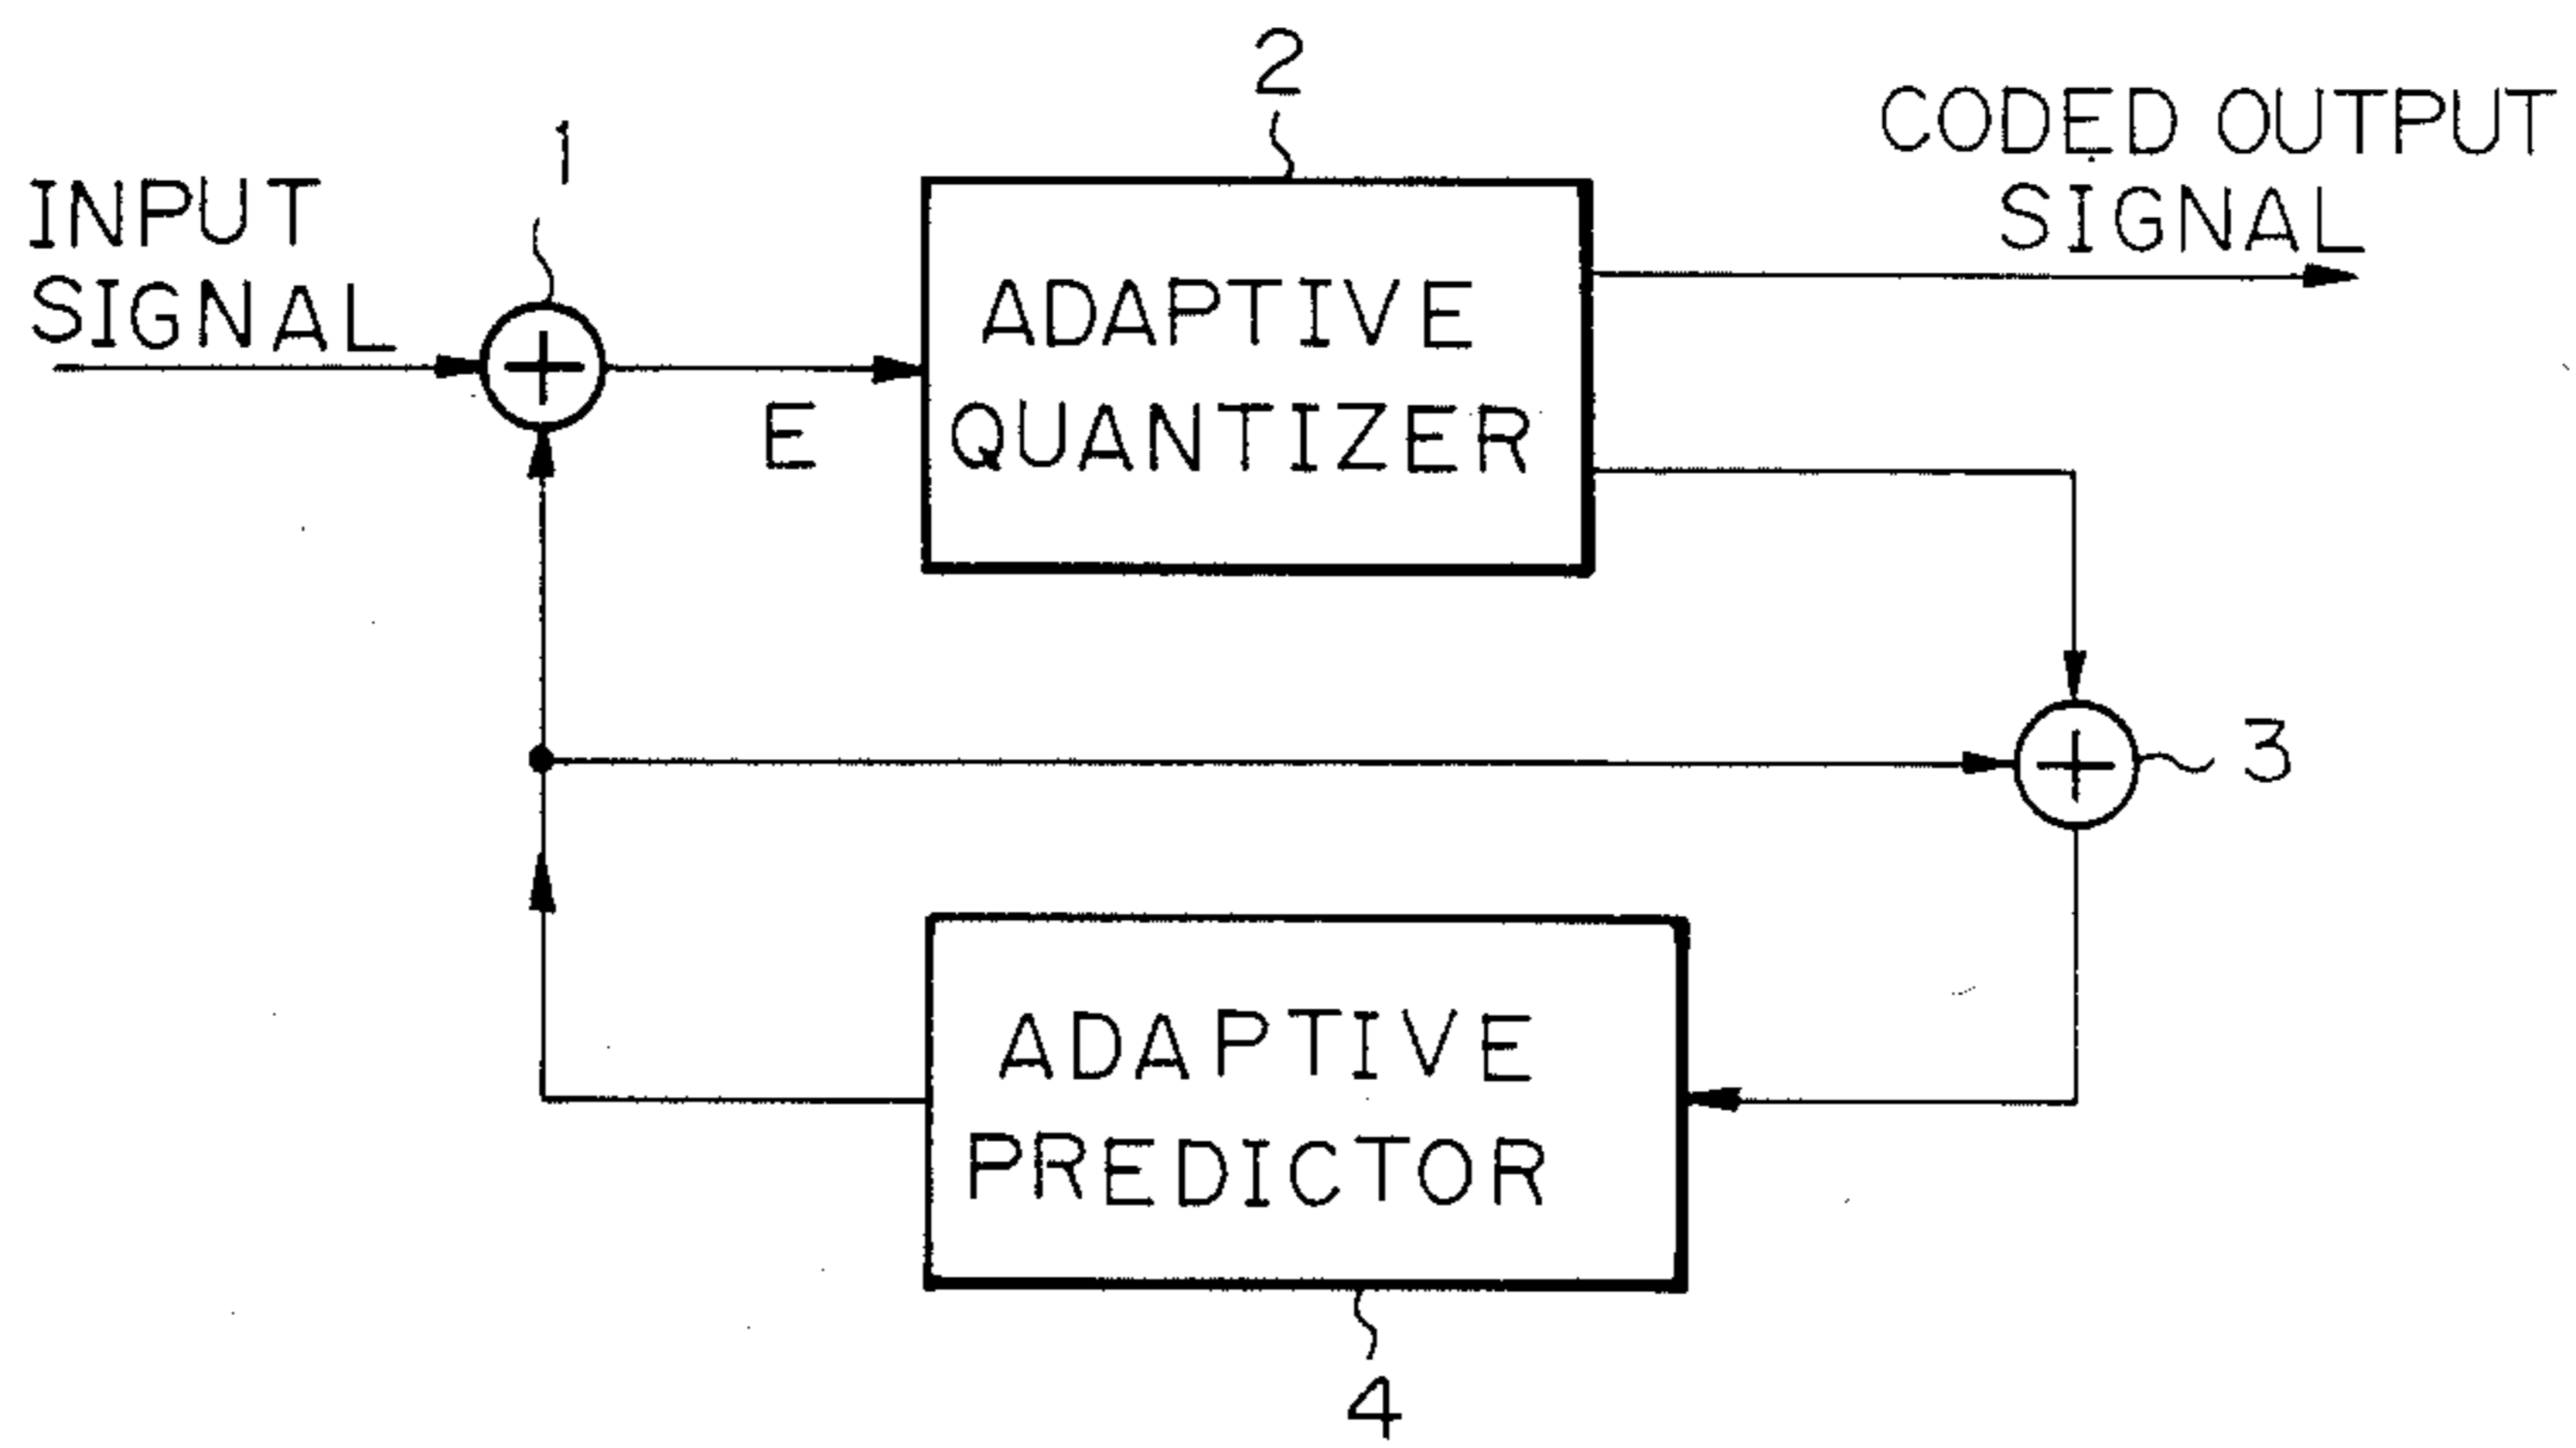 2
CODED OUTPUT
SIGNAL
1
INPUT
SIGNAL
ADAPTIVE
QUANTIZER
E
3
ADAPTIVE
PREDICTOR
4